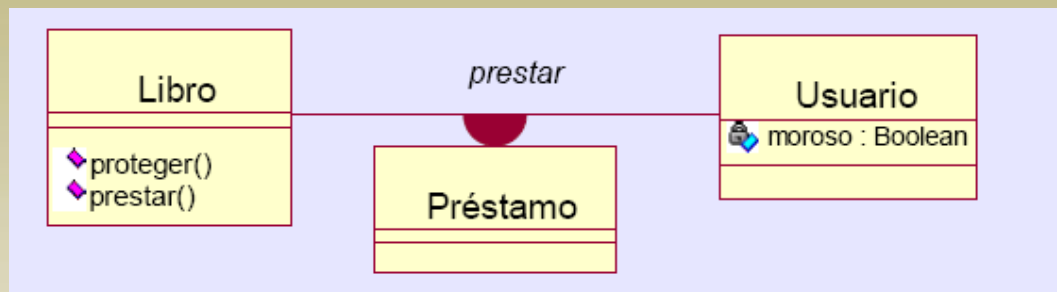 Libro
proteger()
prestar()
prestar
Préstamo
Usuario
moroso : Boolean